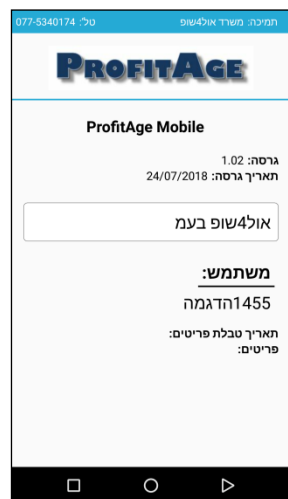 תמיכה: משרד אול4שופ טל': 077-5340174
PROFITAGE
ProfitAge Mobile
גרסה: 1.02
תאריך גרסה: 24/07/2018
אול4שופ בעמ
משתמש:
1455הדגמה
תאריך טבלת פריטים:
פריטים: